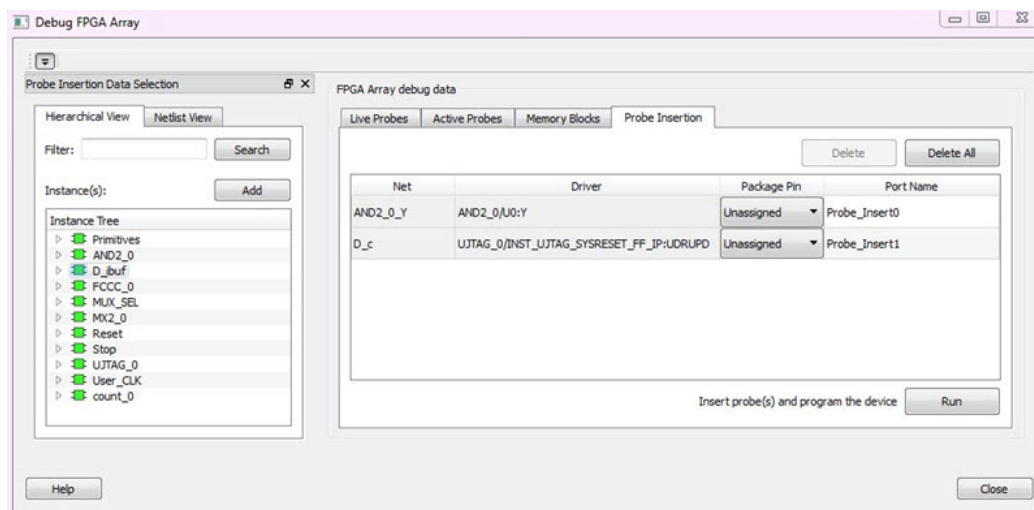 Debug FPGA Array
Probe Insertion Data Selection
Hierarchical View Netlist View
Filter: Search
Instance(s): Add
Instance Tree
Primitives
AND2_0
D_ibuf
FCCC_0
MUX_SEL
MX2_0
Reset
Stop
UJTAG_0
User_CLK
count_0
FPGA Array debug data
Live Probes Active Probes Memory Blocks Probe Insertion
Delete Delete All
Net Driver Package Pin Port Name
AND2_0_Y AND2_0/U0:Y Unassigned Probe_Insert0
D_c UJTAG_0/INST_UJTAG_SYSRESET_FF_IP:UDRUPD Unassigned Probe_Insert1
Insert probe(s) and program the device Run
Help Close